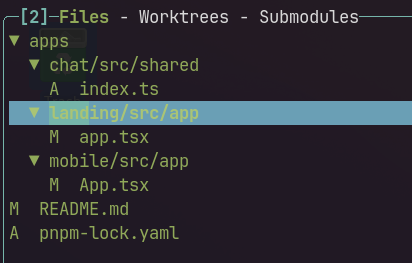 [2]-Files - Worktrees - Submodules
▼ apps
▼ chat/src/shared
A index.ts
▼ landing/src/app
M app.tsx
▼ mobile/src/app
M App.tsx
M README.md
A pnpm-lock.yaml